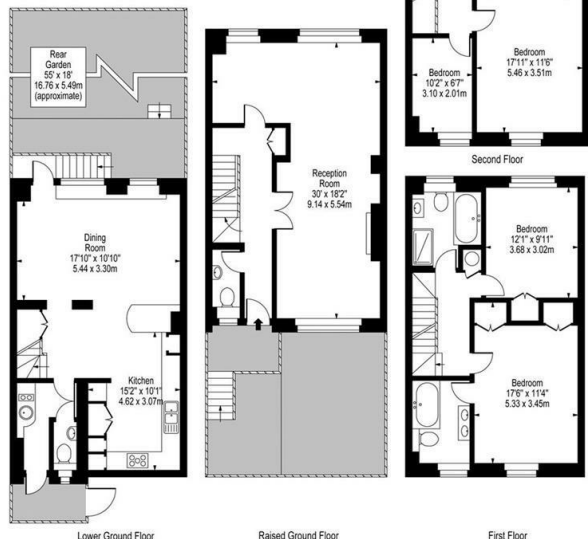 Rear
Garden
55' x 18'
16.76 x 5.49m
(approximate)
Dining
Room
17'10" x 10'10"
5.44 x 3.30m
Kitchen
15'2" x 10'1"
4.62 x 3.07m
Lower Ground Floor
Reception
Room
30' x 18'2"
9.14 x 5.54m
Raised Ground Floor
Bedroom
10'2" x 6'7"
3.10 x 2.01m
Bedroom
17'11" x 11'6"
5.46 x 3.51m
Second Floor
Bedroom
12'1" x 9'11"
3.68 x 3.02m
Bedroom
17'6" x 11'4"
5.33 x 3.45m
First Floor